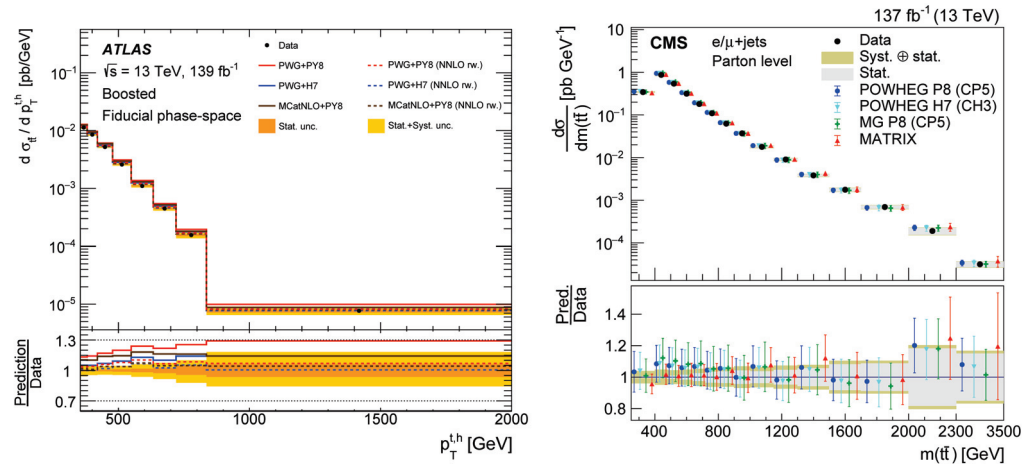 ATLAS
√s = 13 TeV, 139 fb⁻¹
Boosted
Fiducial phase-space
Data
PWG+PY8
PWG+PY8 (NNLO rw.)
PWG+H7
PWG+H7 (NNLO rw.)
MCatNLO+PY8
MCatNLO+PY8 (NNLO rw.)
Stat. unc.
Stat.+Syst. unc.
d σ_tt̄ / d p_T^t,h [pb/GeV]
10⁻¹
10⁻²
10⁻³
10⁻⁴
10⁻⁵
Prediction
Data
1.3
1
0.7
500
1000
1500
2000
p_T^t,h [GeV]
137 fb⁻¹ (13 TeV)
CMS
e/μ+jets
Parton level
Data
Syst. ⊕ stat.
Stat.
POWHEG P8 (CP5)
POWHEG H7 (CH3)
MG P8 (CP5)
MATRIX
dσ
dm(tt̄)
[pb GeV⁻¹]
1
10⁻¹
10⁻²
10⁻³
10⁻⁴
Pred.
Data
1.4
1.2
1.0
0.8
400
800
1200
1600
2000
2300
3500
m(tt̄) [GeV]